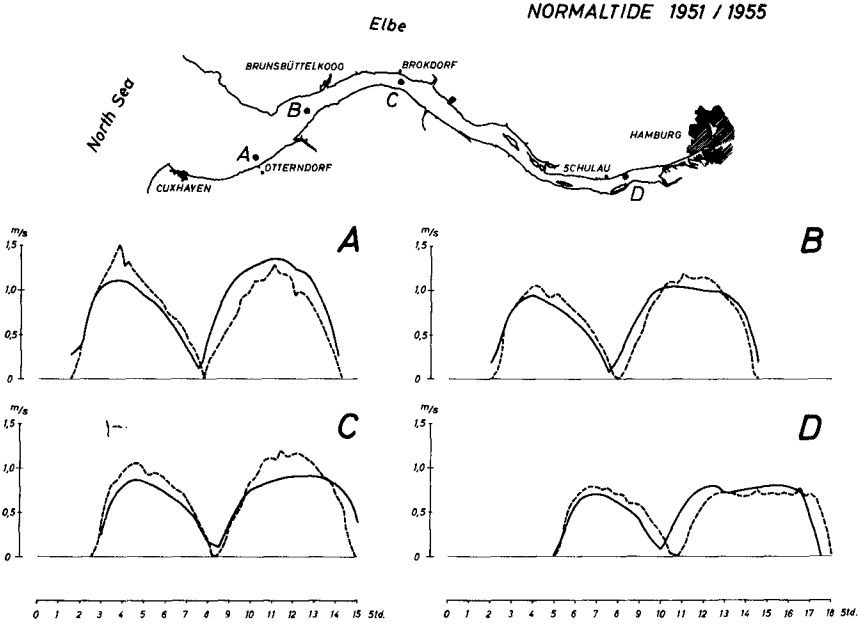 NORMALTIDE 1951 / 1955
Elbe
BRUNSBÜTTELKOOG
BROKDORF
North Sea
B
C
HAMBURG
A
OTTERNDORF
SCHULAU
CUXHAVEN
D
m/s
1,5
1,0
0,5
0
A
m/s
1,5
1,0
0,5
0
B
m/s
1,5
1,0
0,5
0
C
m/s
1,5
1,0
0,5
0
D
0 1 2 3 4 5 6 7 8 9 10 11 12 13 14 15 Std.
0 1 2 3 4 5 6 7 8 9 10 11 12 13 14 15 16 17 18 Std.